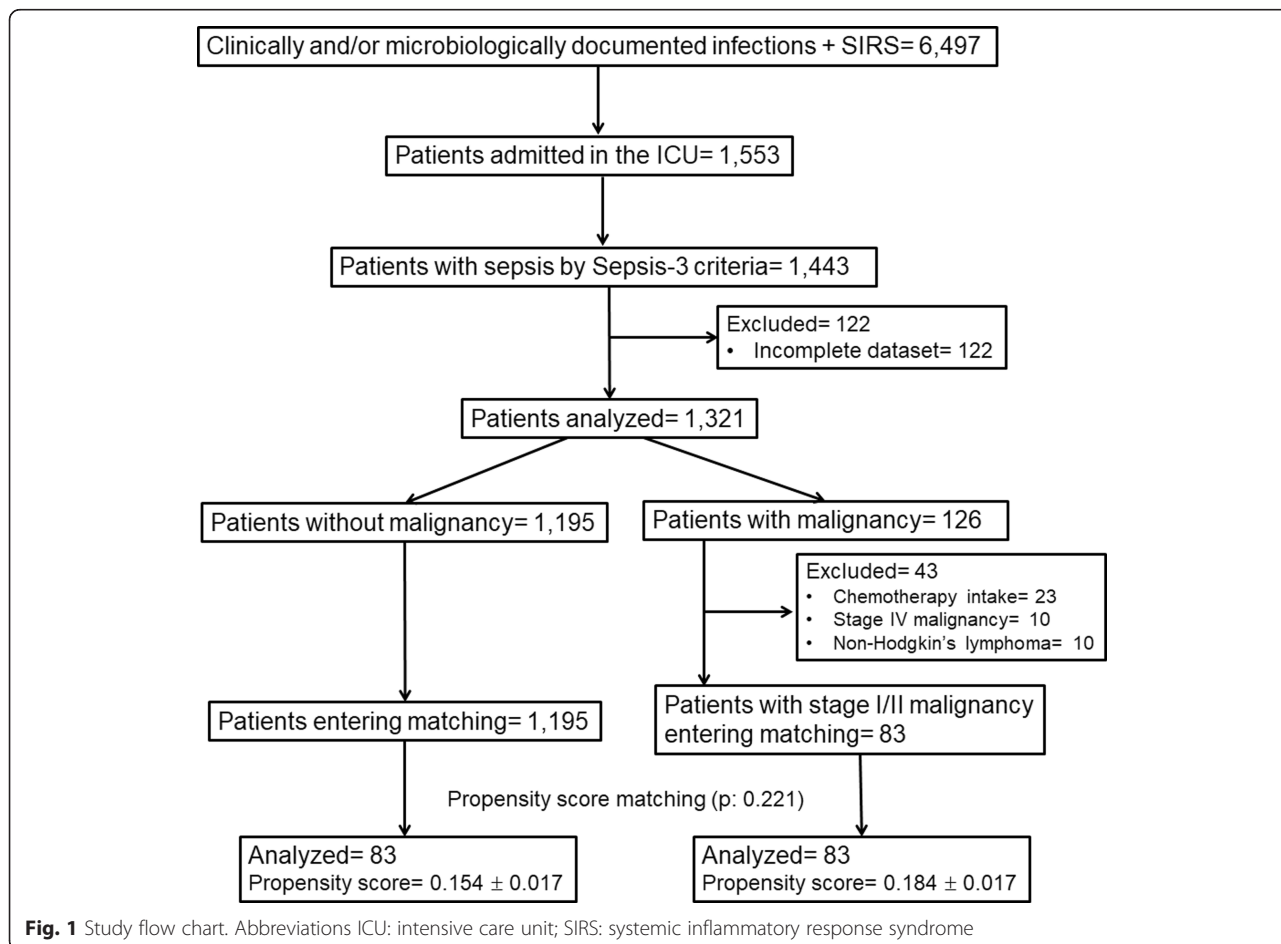 Clinically and/or microbiologically documented infections + SIRS= 6,497
Patients admitted in the ICU= 1,553
Patients with sepsis by Sepsis-3 criteria= 1,443
Excluded= 122
• Incomplete dataset= 122
Patients analyzed= 1,321
Patients without malignancy= 1,195
Patients with malignancy= 126
Excluded= 43
• Chemotherapy intake= 23
• Stage IV malignancy= 10
• Non-Hodgkin's lymphoma= 10
Patients entering matching= 1,195
Patients with stage I/II malignancy
entering matching= 83
Propensity score matching (p: 0.221)
Analyzed= 83
Propensity score= 0.154 ± 0.017
Analyzed= 83
Propensity score= 0.184 ± 0.017
Fig. 1 Study flow chart. Abbreviations ICU: intensive care unit; SIRS: systemic inflammatory response syndrome